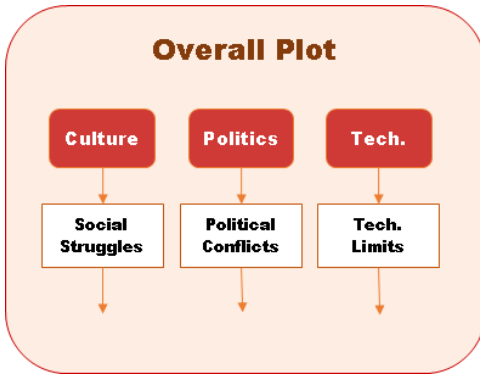 Overall Plot
Culture
Politics
Tech.
Social
Struggles
Political
Conflicts
Tech.
Limits